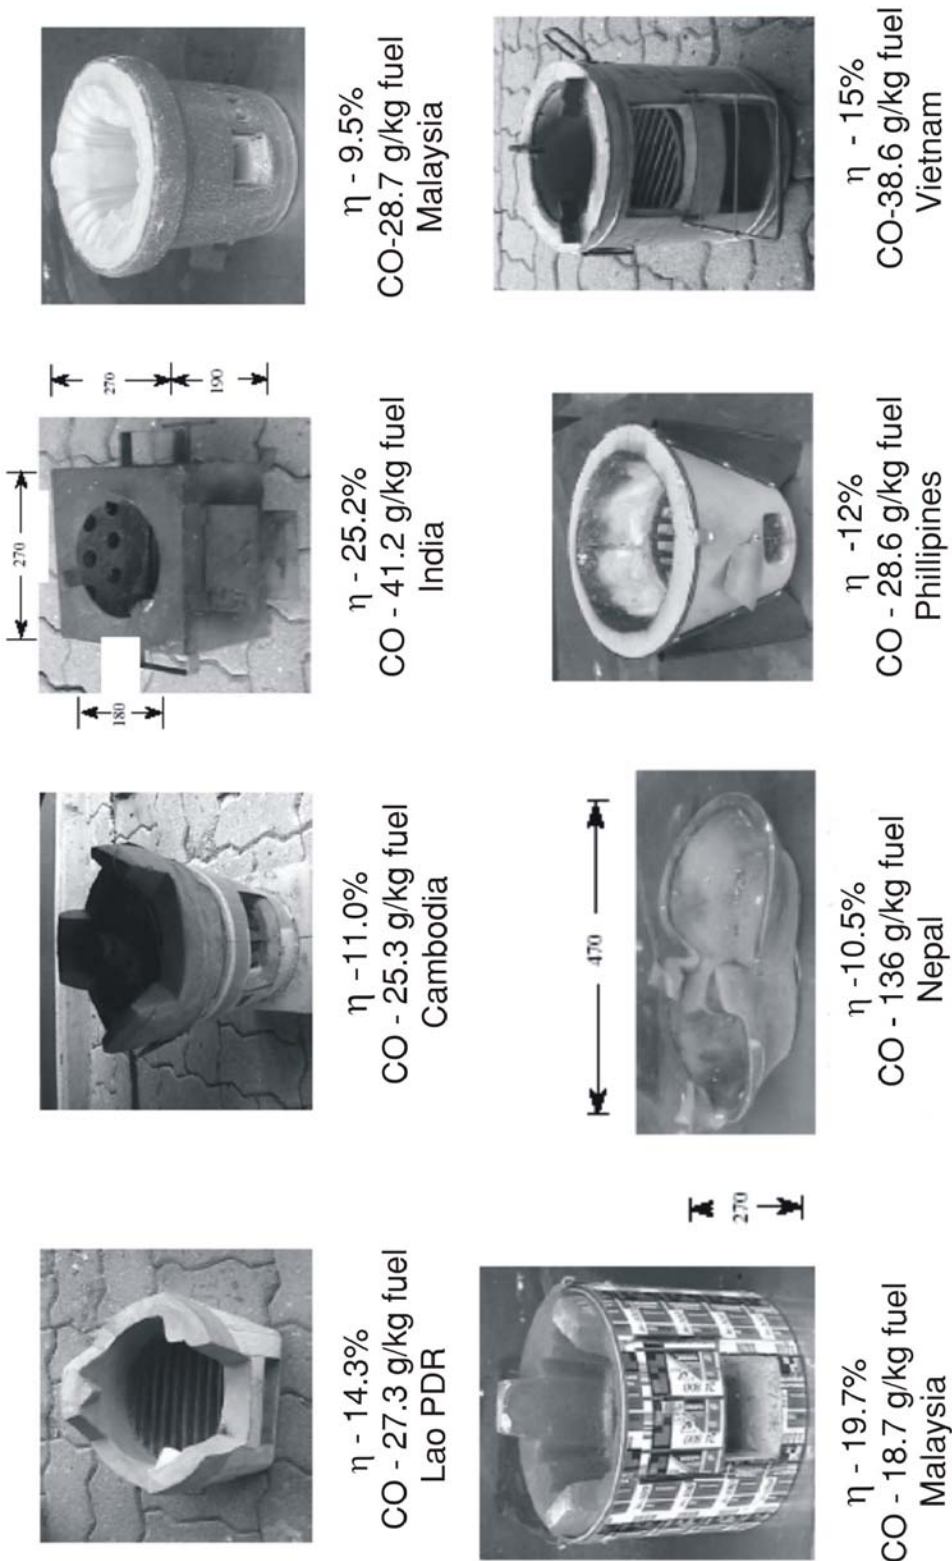 η - 14.3%
CO - 27.3 g/kg fuel
Lao PDR
η -11.0%
CO - 25.3 g/kg fuel
Cambodia
270
180
270
190
η - 25.2%
CO - 41.2 g/kg fuel
India
η - 9.5%
CO-28.7 g/kg fuel
Malaysia
270
η - 19.7%
CO - 18.7 g/kg fuel
Malaysia
470
η -10.5%
CO - 136 g/kg fuel
Nepal
η -12%
CO - 28.6 g/kg fuel
Phillipines
η - 15%
CO-38.6 g/kg fuel
Vietnam